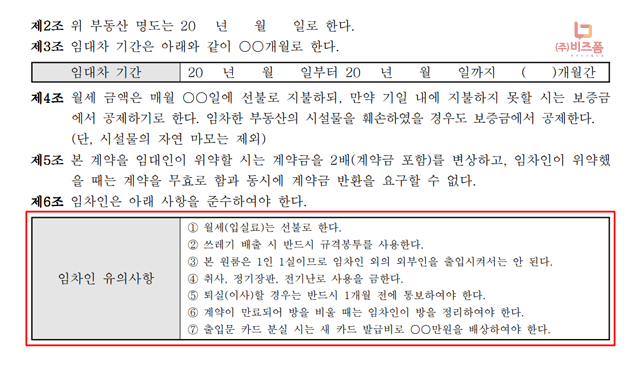 제2조 위 부동산 명도는 20 년 월 일로 한다.
(주)비즈폼
제3조 임대차 기간은 아래와 같이 ○○개월로 한다.
임대차 기간 20 년 월 일부터 20 년 월 일까지 ( )개월간
제4조 월세 금액은 매월 ○○일에 선불로 지불하되, 만약 기일 내에 지불하지 못할 시는 보증금
에서 공제하기로 한다. 임차한 부동산의 시설물을 훼손하였을 경우도 보증금에서 공제한다.
(단, 시설물의 자연 마모는 제외)
제5조 본 계약을 임대인이 위약할 시는 계약금을 2배(계약금 포함)를 변상하고, 임차인이 위약했
을 때는 계약을 무효로 함과 동시에 계약금 반환을 요구할 수 없다.
제6조 임차인은 아래 사항을 준수하여야 한다.
임차인 유의사항
① 월세(입실료)는 선불로 한다.
② 쓰레기 배출 시 반드시 규격봉투를 사용한다.
③ 본 원룸은 1인 1실이므로 임차인 외의 외부인을 출입시켜서는 안 된다.
④ 취사, 정기장판, 전기난로 사용을 금한다.
⑤ 퇴실(이사)할 경우는 반드시 1개월 전에 통보하여야 한다.
⑥ 계약이 만료되어 방을 비울 때는 임차인이 방을 정리하여야 한다.
⑦ 출입문 카드 분실 시는 새 카드 발급비로 ○○만원을 배상하여야 한다.